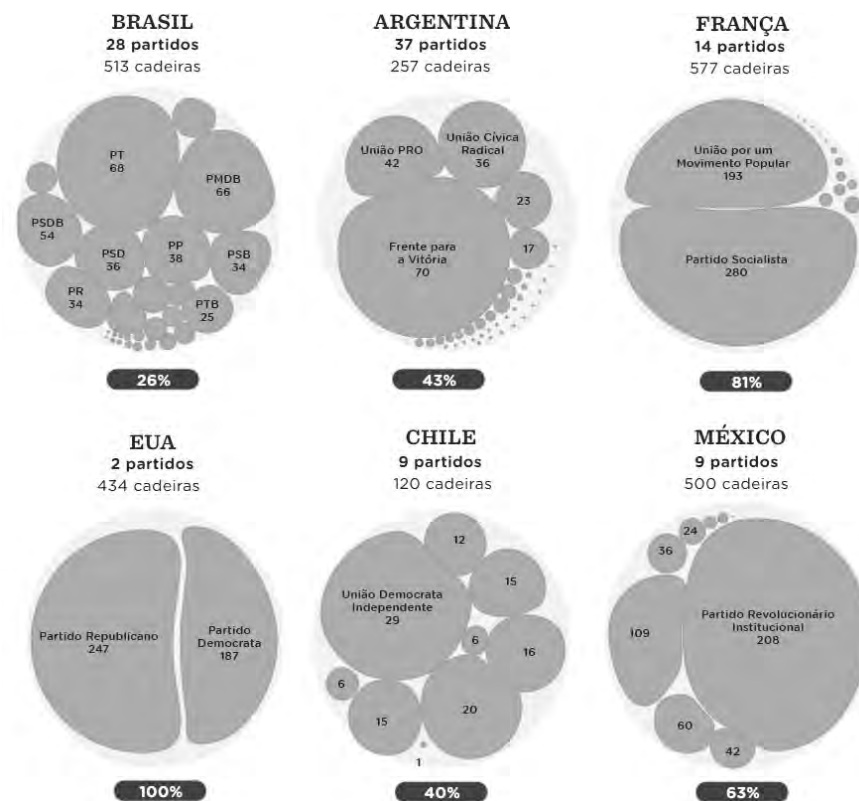 BRASIL
28 partidos
513 cadeiras
PT
68
PMDB
66
PSDB
54
PSD
36
PP
38
PSB
34
PR
34
PTB
25
26%
ARGENTINA
37 partidos
257 cadeiras
União PRO
42
União Cívica
Radical
36
23
17
Frente para
a Vitória
70
43%
FRANÇA
14 partidos
577 cadeiras
União por um
Movimento Popular
193
Partido Socialista
280
81%
EUA
2 partidos
434 cadeiras
Partido Republicano
247
Partido
Democrata
187
100%
CHILE
9 partidos
120 cadeiras
12
União Democrata
Independente
29
15
6
16
6
15
20
1
40%
MÉXICO
9 partidos
500 cadeiras
24
36
109
Partido Revolucionário
Institucional
208
60
42
63%